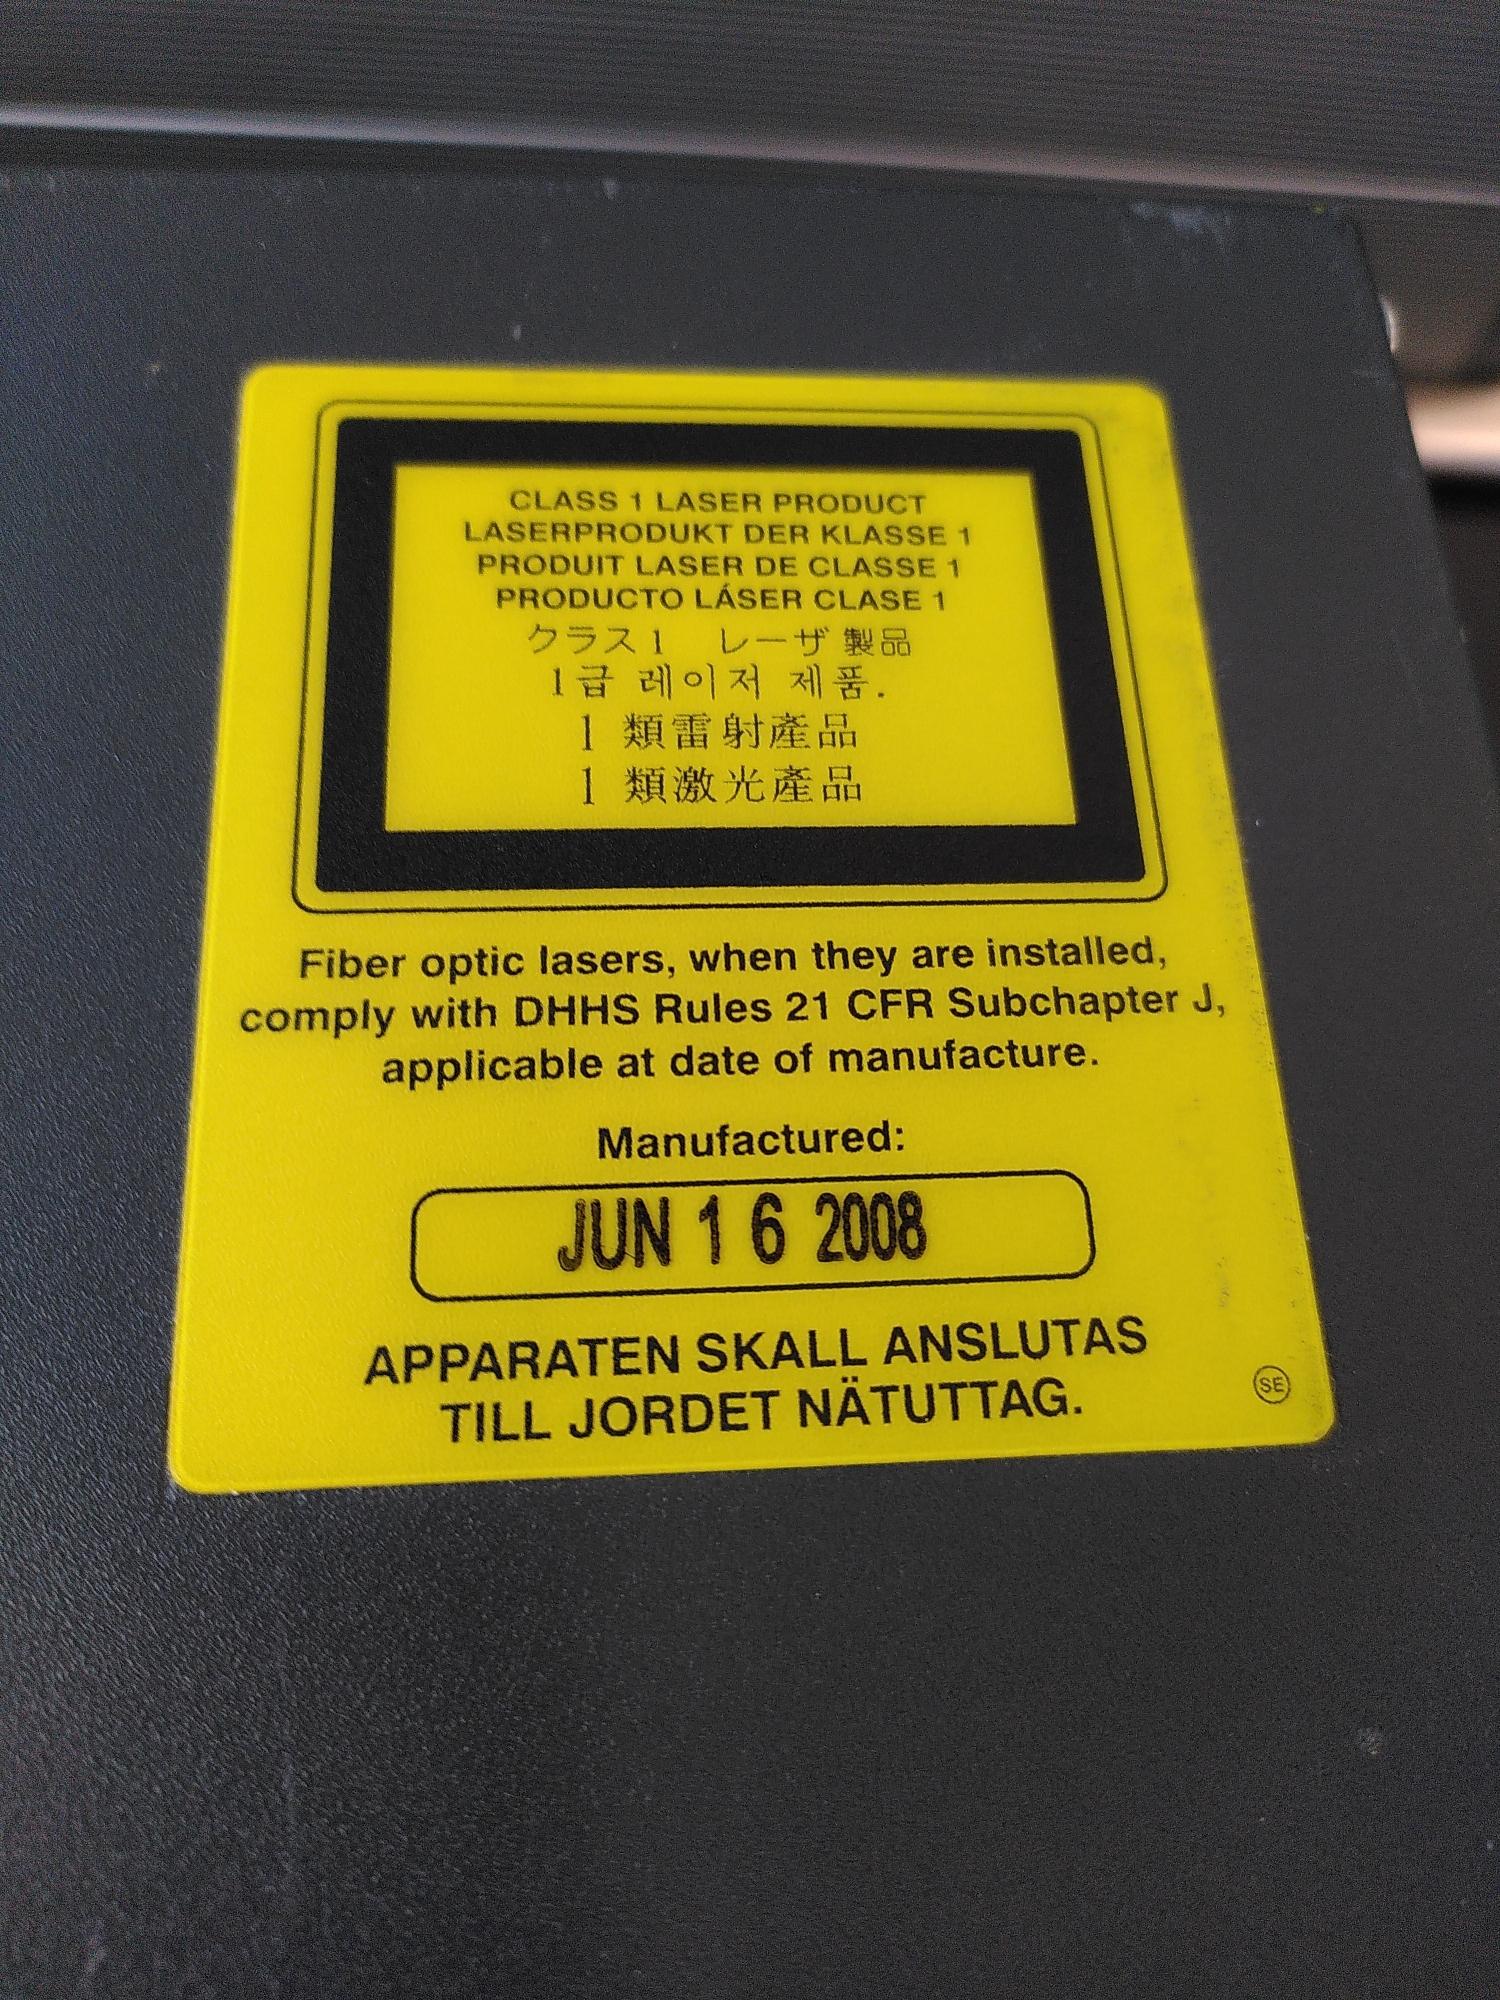 CLASS 1 LASER PRODUCT
LASERPRODUKT DER KLASSE 1
PRODUIT LASER DE CLASSE 1
PRODUCTO LÁSER CLASE 1
クラス1 レーザ製品
1급 레이저 제품.
1 類雷射產品
1 類激光產品
Fiber optic lasers, when they are installed,
comply with DHHS Rules 21 CFR Subchapter J,
applicable at date of manufacture.
Manufactured:
JUN 16 2008
APPARATEN SKALL ANSLUTAS
TILL JORDET NÄTUTTAG.
SE